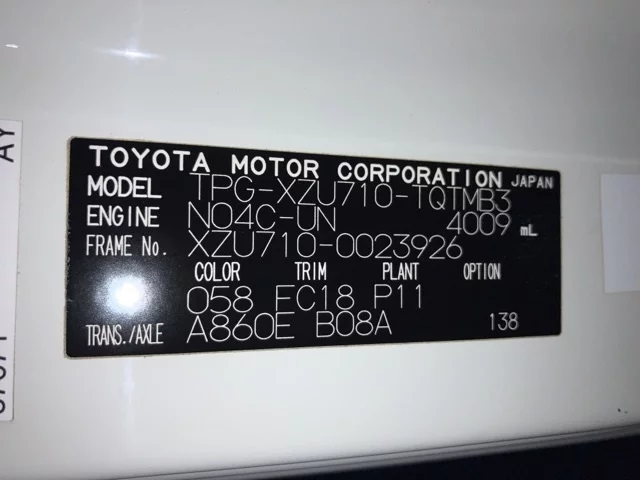 TOYOTA MOTOR CORPORATION JAPAN
MODEL TPG-XZU710-TQTMB3
ENGINE N04C-UN 4009 mL
FRAME No. XZU710-0023926
COLOR TRIM PLANT OPTION
058 FC18 P11
TRANS./AXLE A860E B08A 138
AY